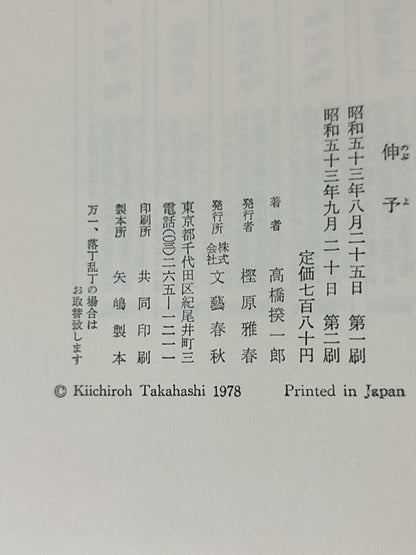 伸予
のぶよ
昭和五十三年八月二十五日 第一刷
昭和五十三年九月二十日 第二刷
定価七百八十円
著者 高橋揆一郎
発行者 樫原雅春
発行所 株式会社 文藝春秋
東京都千代田区紀尾井町三
電話(〇三)二六五―一二一一
印刷所 共同印刷
製本所 矢嶋製本
万一、落丁乱丁の場合は
お取替致します
© Kiichiroh Takahashi 1978 Printed in Japan